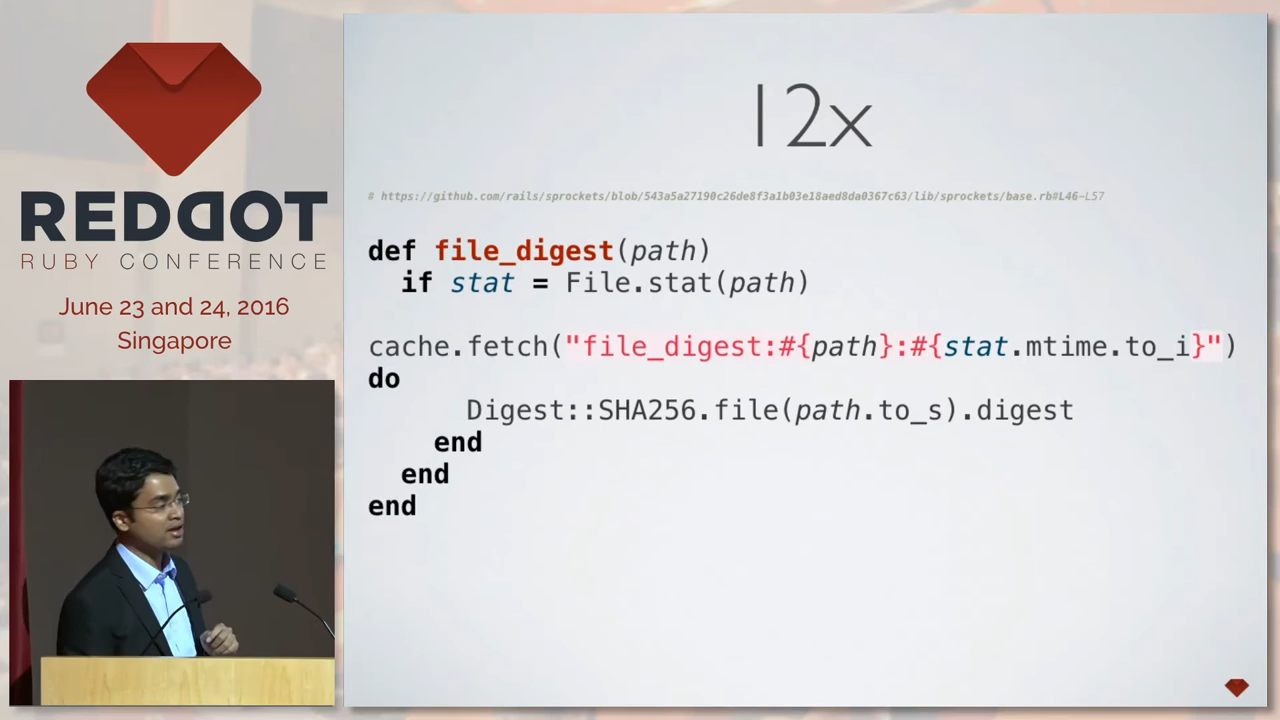 REDDOT
RUBY CONFERENCE
June 23 and 24, 2016
Singapore
12x
# https://github.com/rails/sprockets/blob/543a5a27190c26de8f3a1b03e18aed8da0367c63/lib/sprockets/base.rb#L46-L57
def file_digest(path)
if stat = File.stat(path)
cache.fetch("file_digest:#{path}:#{stat.mtime.to_i}")
do
Digest::SHA256.file(path.to_s).digest
end
end
end